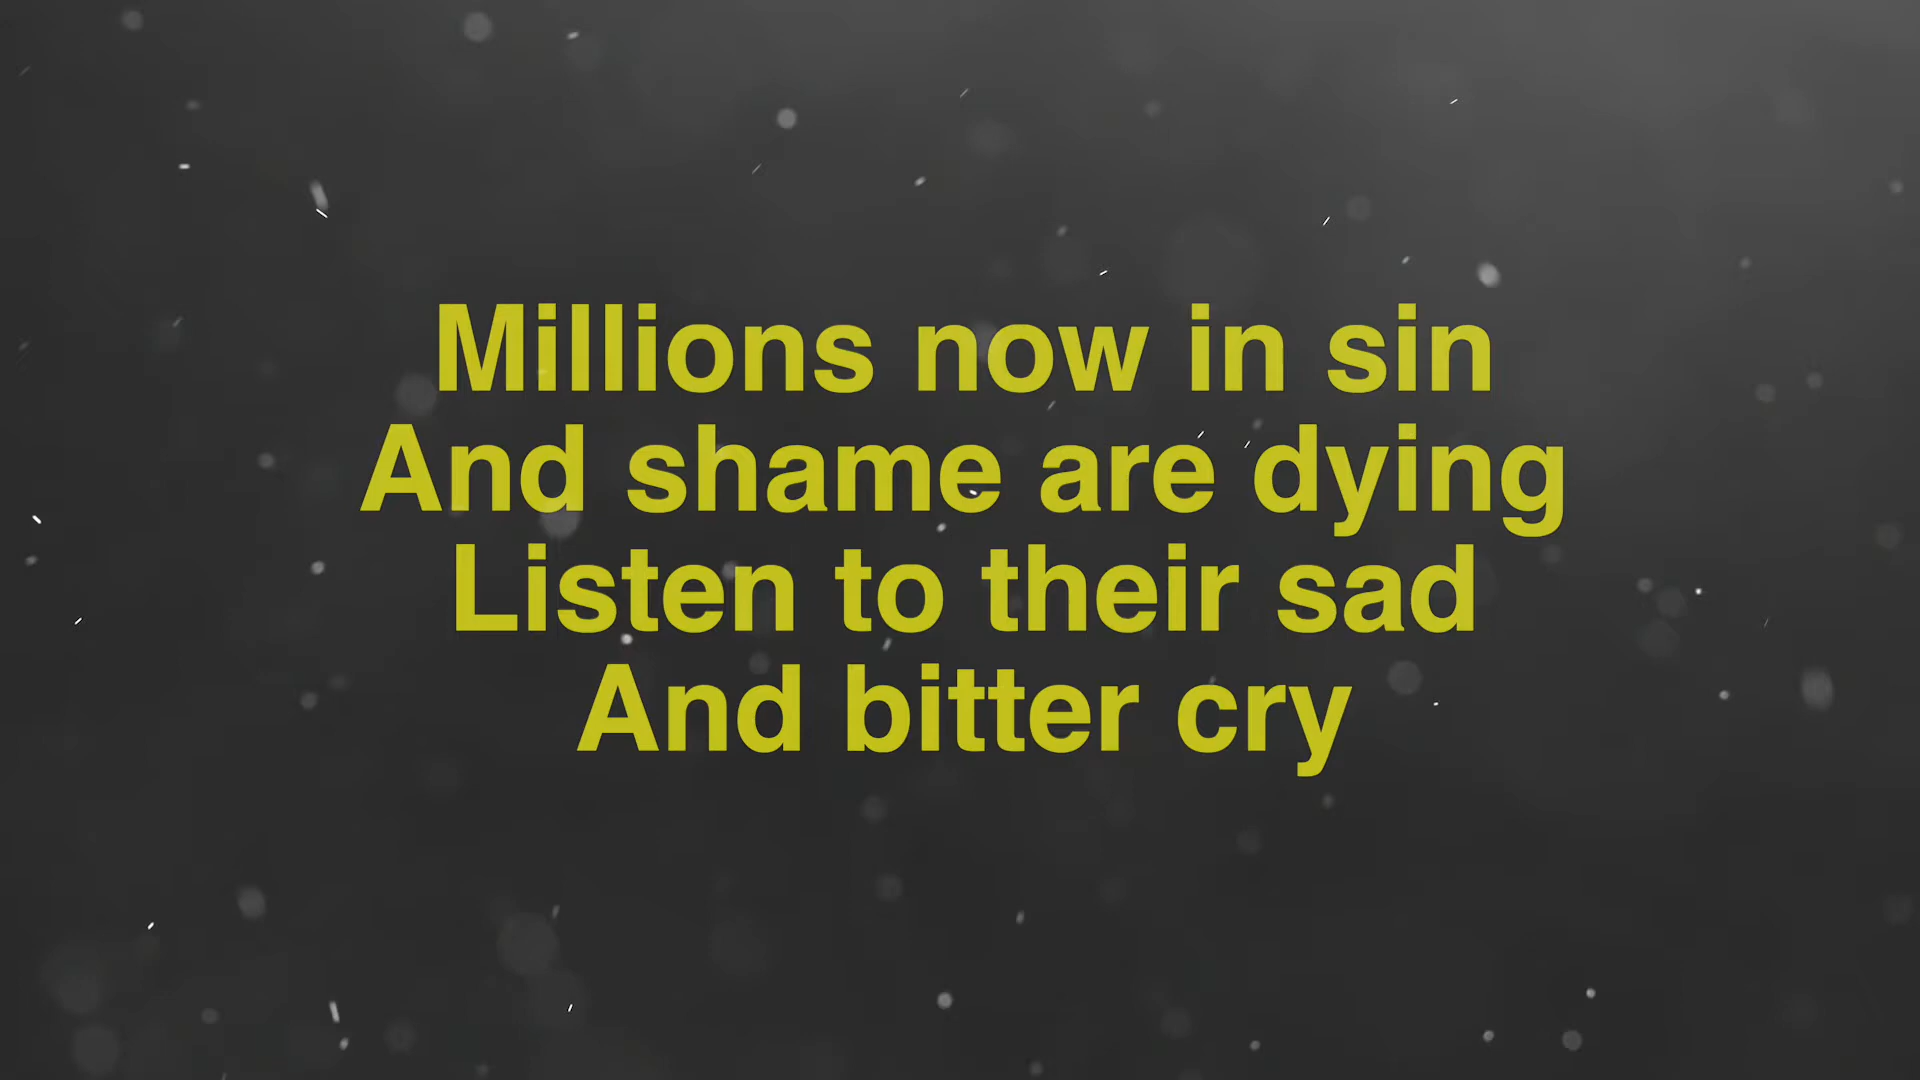 Millions now in sin
And shame are dying
Listen to their sad
And bitter cry